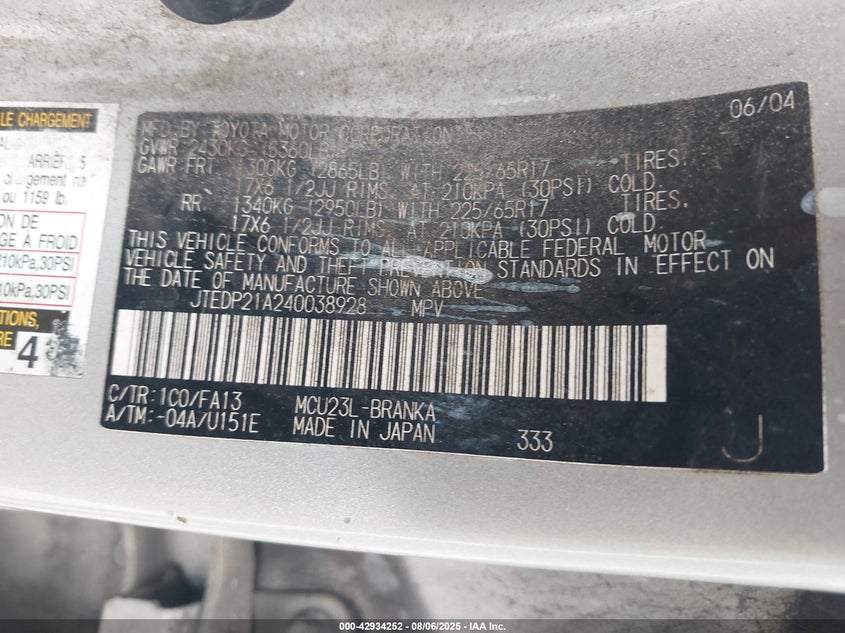 LE CHARGEMENT
ARRIÈR 5
ou 1159 lb.
ON DE
GE À FROID
210kPa,30PSI
10kPa,30PSI
TIONS,
RE 4
06/04
MFD. BY TOYOTA MOTOR CORPORATION
GVWR 2430KG (5360LB)
GAWR FRT 1300KG (2865LB) WITH 225/65R17 TIRES.
17X6 1/2JJ RIMS. AT 210KPA (30PSI) COLD.
RR 1340KG (2950LB) WITH 225/65R17 TIRES.
17X6 1/2JJ RIMS. AT 210KPA (30PSI) COLD.
THIS VEHICLE CONFORMS TO ALL APPLICABLE FEDERAL MOTOR
VEHICLE SAFETY AND THEFT PREVENTION STANDARDS IN EFFECT ON
THE DATE OF MANUFACTURE SHOWN ABOVE.
JTEDP21A240038928 MPV
C/TR: 1C0/FA13 MCU23L-BRANKA
A/TM: -04A/U151E MADE IN JAPAN 333 J
000-42934252 - 08/06/2025 - IAA Inc.